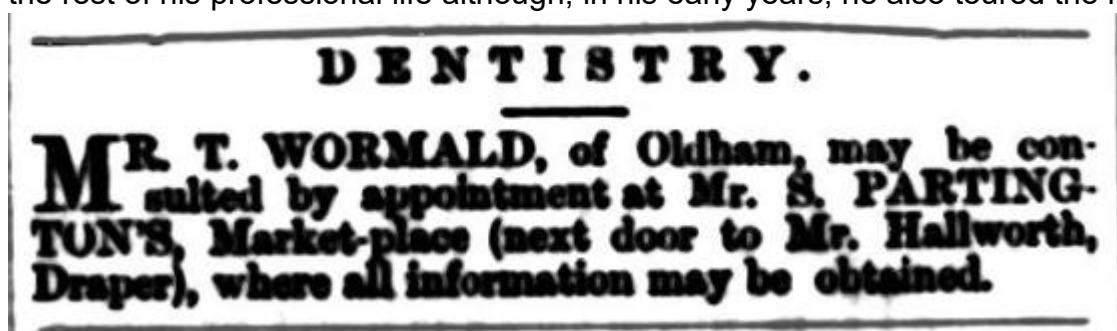 the rest of his professional life although, in his early years, he also toured the
DENTISTRY.
MR. T. WORMALD, of Oldham, may be con-
sulted by appointment at Mr. S. PARTING-
TON'S, Market-place (next door to Mr. Hallworth,
Draper), where all information may be obtained.